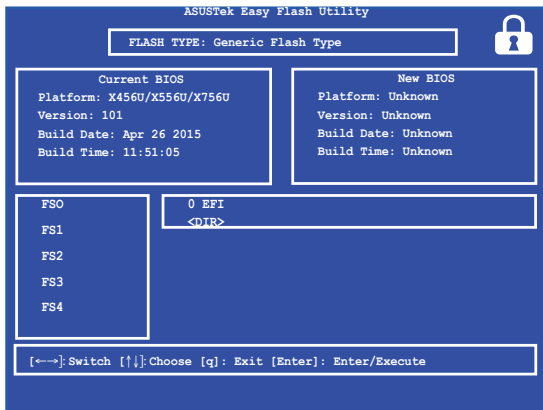 ASUSTek Easy Flash Utility
FLASH TYPE: Generic Flash Type
Current BIOS
Platform: X456U/X556U/X756U
Version: 101
Build Date: Apr 26 2015
Build Time: 11:51:05
New BIOS
Platform: Unknown
Version: Unknown
Build Date: Unknown
Build Time: Unknown
FSO
FS1
FS2
FS3
FS4
0 EFI
<DIR>
[←→]: Switch [↑↓]: Choose [q]: Exit [Enter]: Enter/Execute